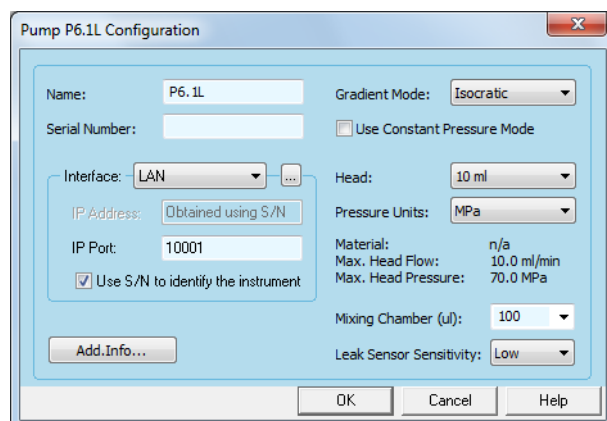 Pump P6.1L Configuration
Name: P6.1L
Serial Number:
Interface: LAN ...
IP Address: Obtained using S/N
IP Port: 10001
Use S/N to identify the instrument
Add.Info...
Gradient Mode: Isocratic
Use Constant Pressure Mode
Head: 10 ml
Pressure Units: MPa
Material: n/a
Max. Head Flow: 10.0 ml/min
Max. Head Pressure: 70.0 MPa
Mixing Chamber (ul): 100
Leak Sensor Sensitivity: Low
OK Cancel Help